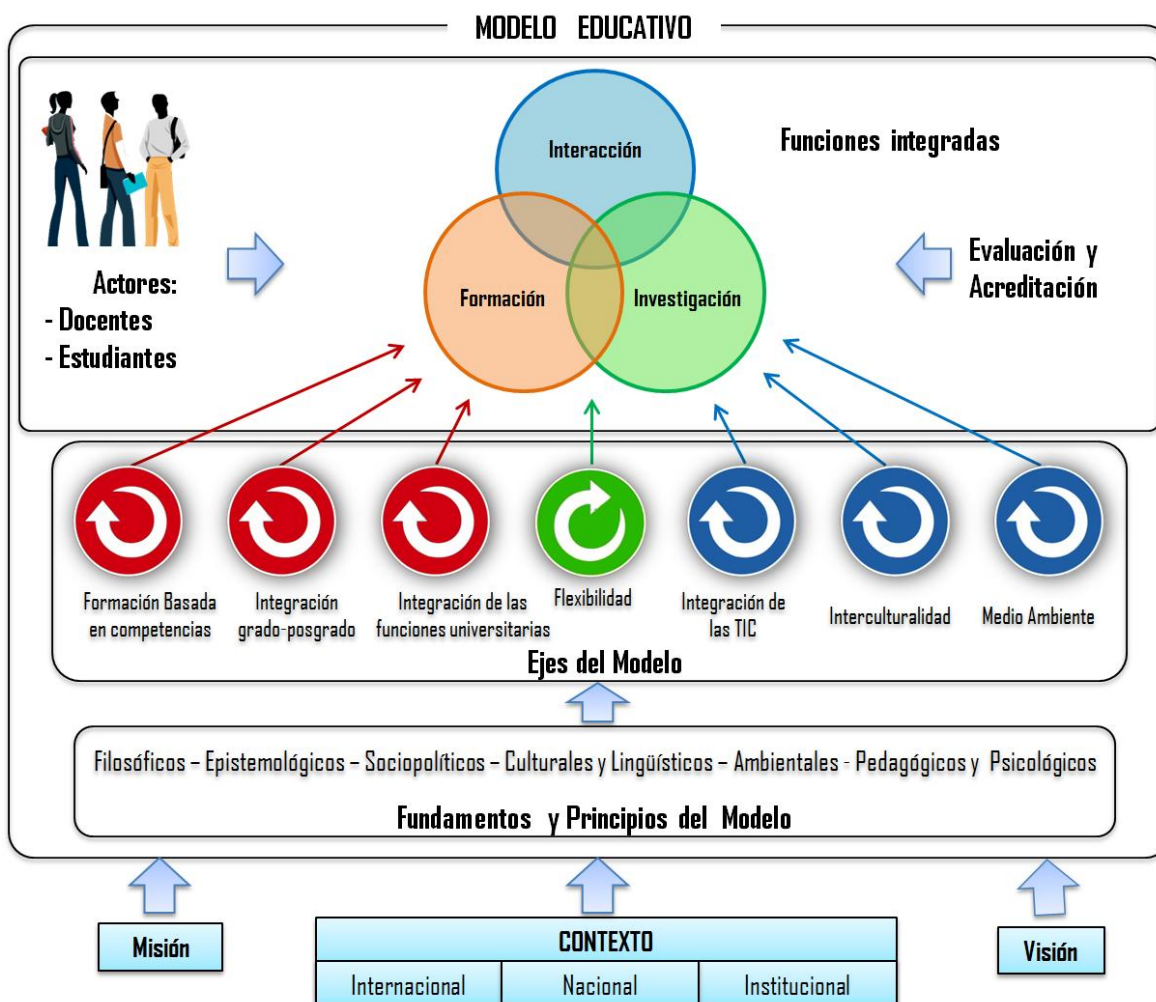 MODELO EDUCATIVO
Interacción
Funciones integradas
Actores:
- Docentes
- Estudiantes
Formación
Investigación
Evaluación y
Acreditación
Formación Basada
en competencias
Integración
grado-posgrado
Integración de las
funciones universitarias
Flexibilidad
Integración de
las TIC
Interculturalidad
Medio Ambiente
Ejes del Modelo
Filosóficos – Epistemológicos – Sociopolíticos – Culturales y Lingüísticos – Ambientales - Pedagógicos y Psicológicos
Fundamentos y Principios del Modelo
Misión
CONTEXTO
Internacional
Nacional
Institucional
Visión